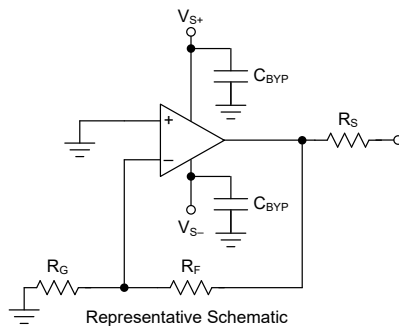 VS+
CBYP
+
RS
−
CBYP
VS−
RG
RF
Representative Schematic